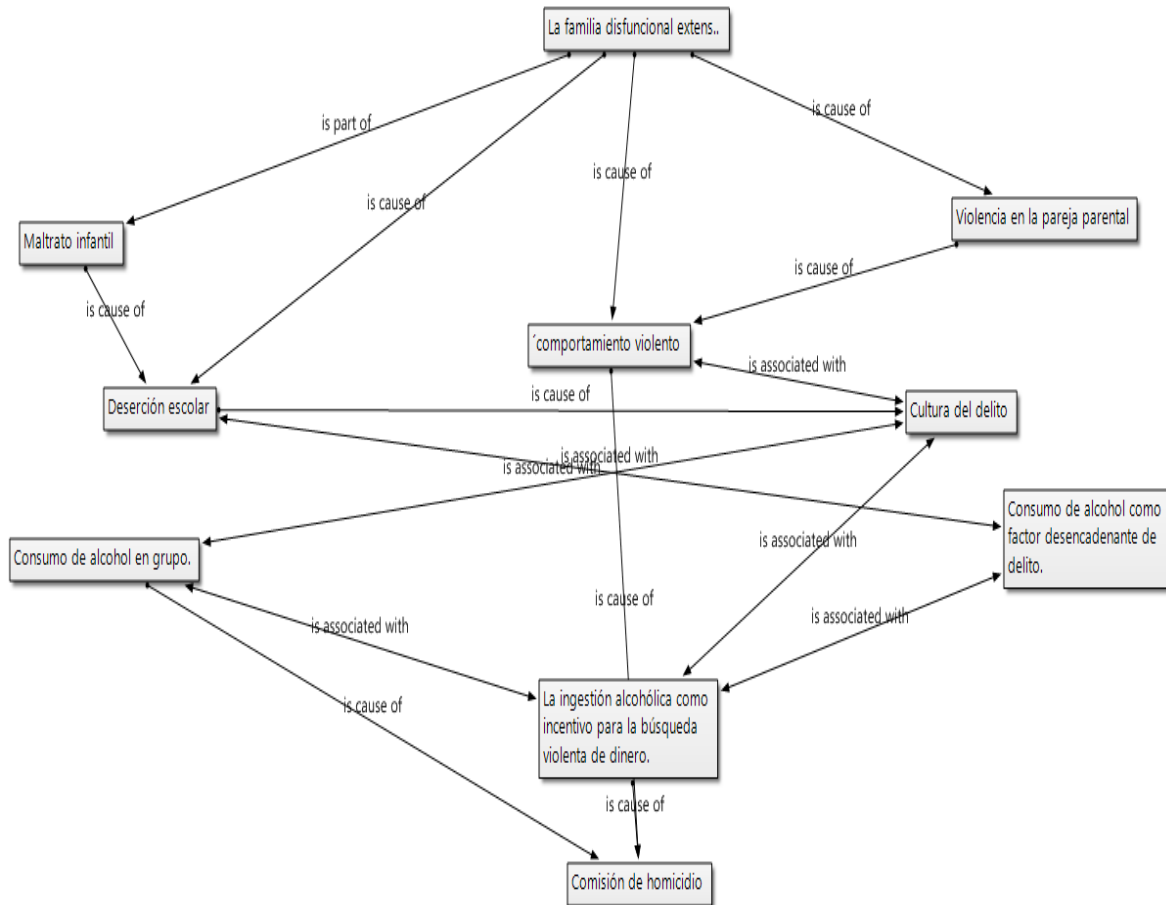 La familia disfuncional extens..
is part of
is cause of
is cause of
is cause of
Maltrato infantil
Violencia en la pareja parental
is cause of
is cause of
´comportamiento violento
is associated with
Deserción escolar
is cause of
Cultura del delito
is associated with
is associated with
Consumo de alcohol como
factor desencadenante de
delito.
Consumo de alcohol en grupo.
is associated with
is cause of
is associated with
is associated with
La ingestión alcohólica como
incentivo para la búsqueda
violenta de dinero.
is cause of
is cause of
Comisión de homicidio